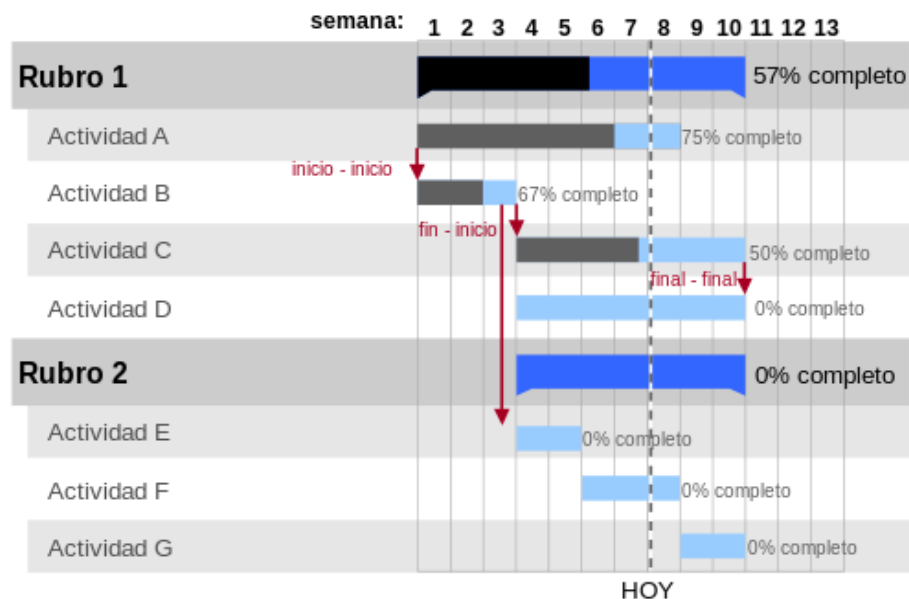 semana: 1 2 3 4 5 6 7 8 9 10 11 12 13
Rubro 1 57% completo
Actividad A 75% completo
inicio - inicio
Actividad B 67% completo
fin - inicio
Actividad C 50% completo
final - final
Actividad D 0% completo
Rubro 2 0% completo
Actividad E 0% completo
Actividad F 0% completo
Actividad G 0% completo
HOY